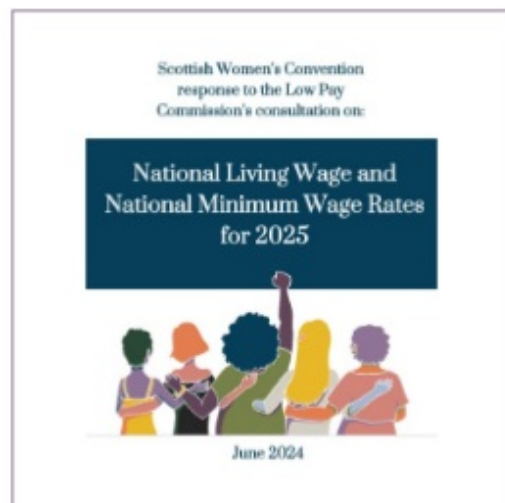 Scottish Women's Convention
response to the Low Pay
Commission's consultation on:
National Living Wage and
National Minimum Wage Rates
for 2025
June 2024